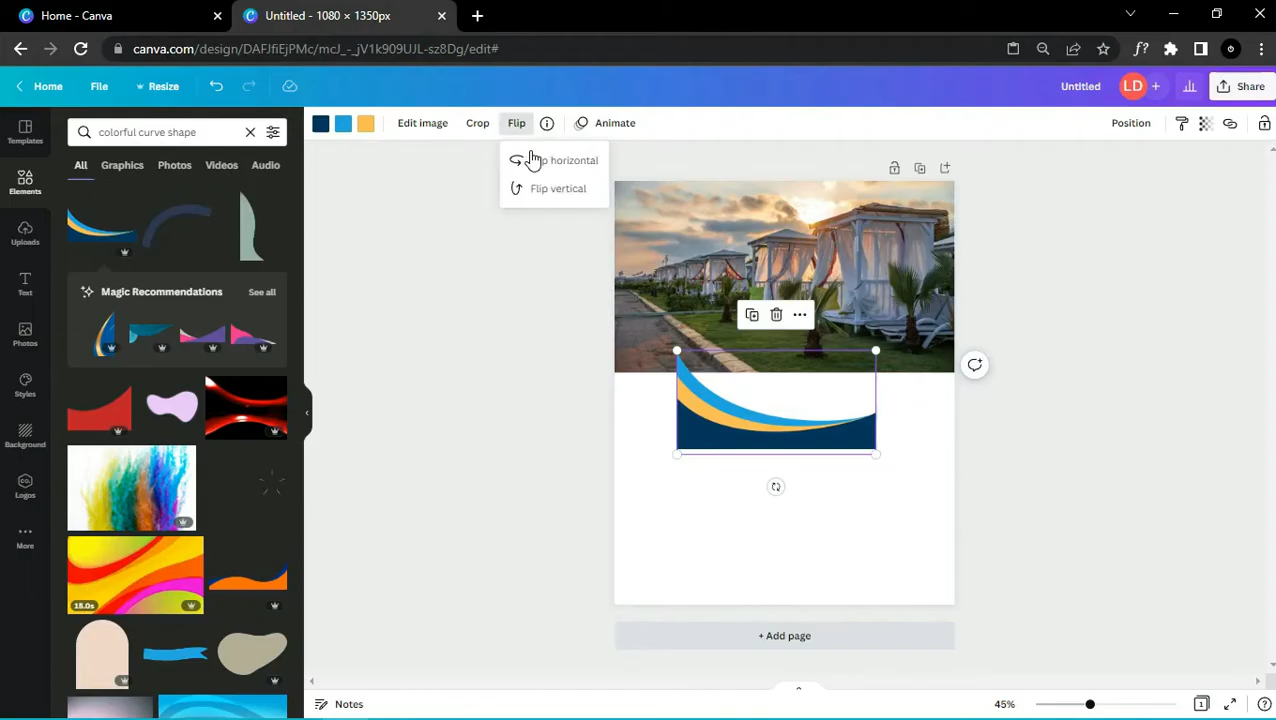 Home - Canva
Untitled - 1080 × 1350px
canva.com/design/DAFJfiEjPMc/mcJ_-_jV1k909UJL-sz8Dg/edit#
Home
File
Resize
Untitled
LD
Share
Templates
Elements
Uploads
Text
Photos
Styles
Background
Logos
More
colorful curve shape
All
Graphics
Photos
Videos
Audio
Magic Recommendations
See all
15.0s
Edit image
Crop
Flip
Animate
Position
p horizontal
Flip vertical
+ Add page
Notes
45%
1